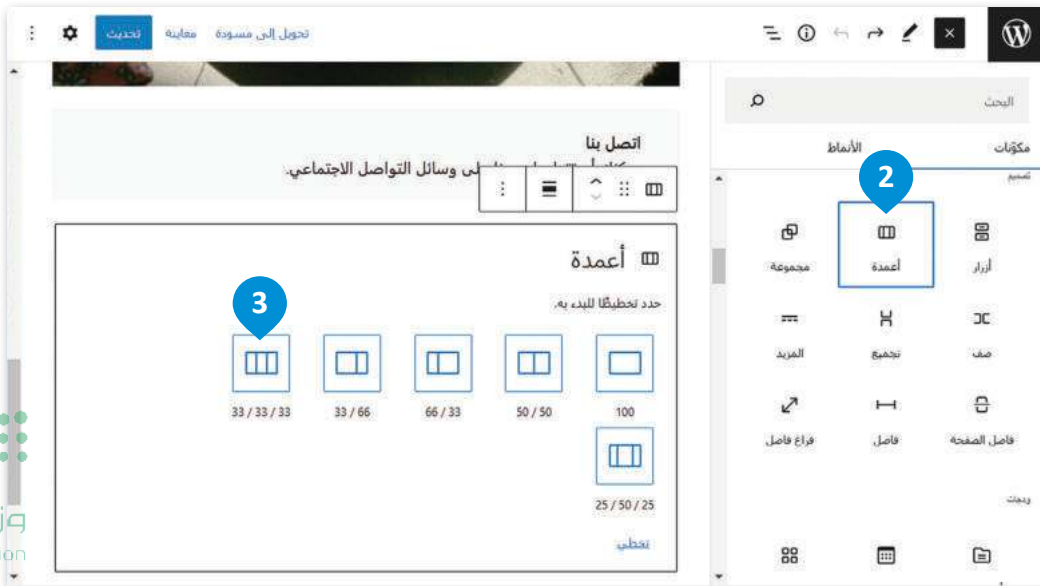 تحويل إلى مسودة معاينة تحديث
البحث
مكوّنات الأنماط
تصميم
2
أزرار أعمدة مجموعة
صف تجميع المزيد
فاصل الصفحة فاصل فراغ فاصل
ودجات
اتصل بنا
وسائل التواصل الاجتماعي.
أعمدة
حدد تخطيطًا للبدء به.
3
100 50 / 50 66 / 33 33 / 66 33 / 33 / 33
25 / 50 / 25
تخطي